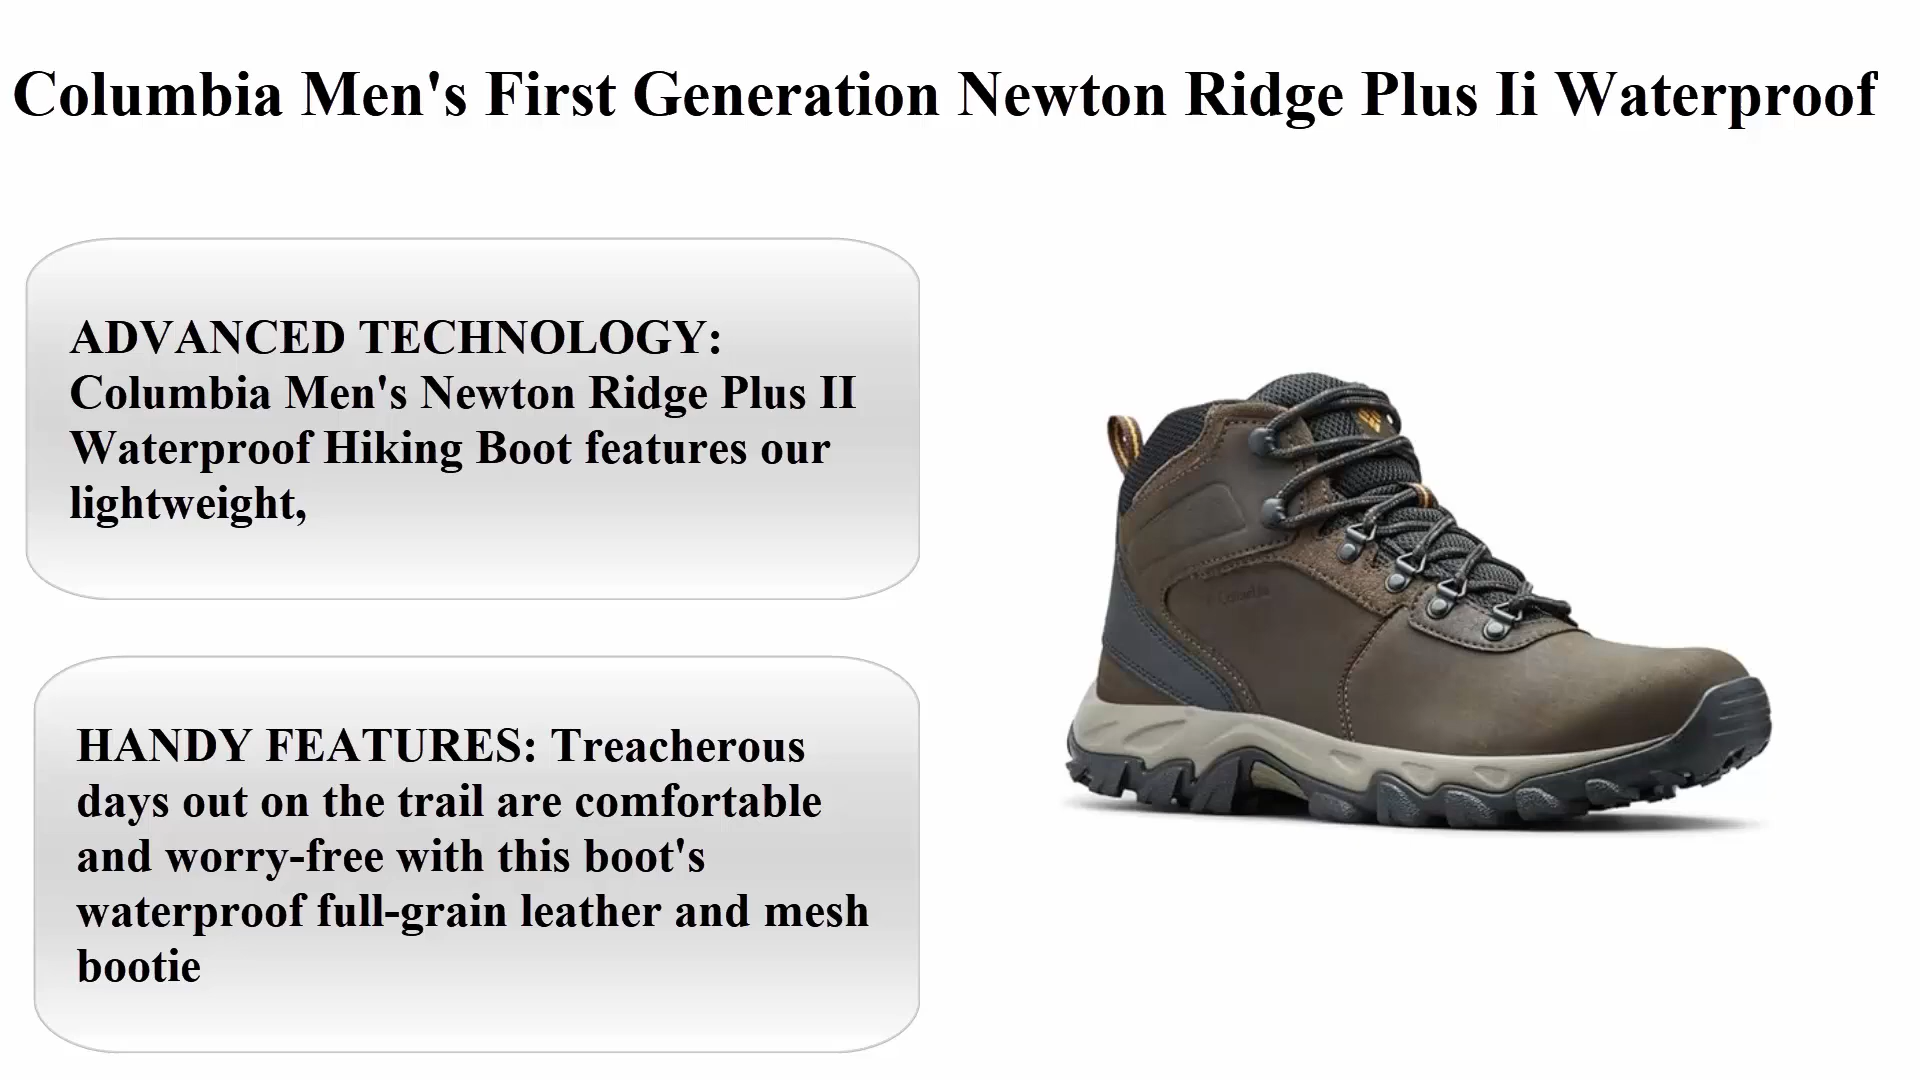 Columbia Men's First Generation Newton Ridge Plus Ii Waterproof
ADVANCED TECHNOLOGY:
Columbia Men's Newton Ridge Plus II
Waterproof Hiking Boot features our
lightweight,
HANDY FEATURES: Treacherous
days out on the trail are comfortable
and worry-free with this boot's
waterproof full-grain leather and mesh
bootie
Columbia